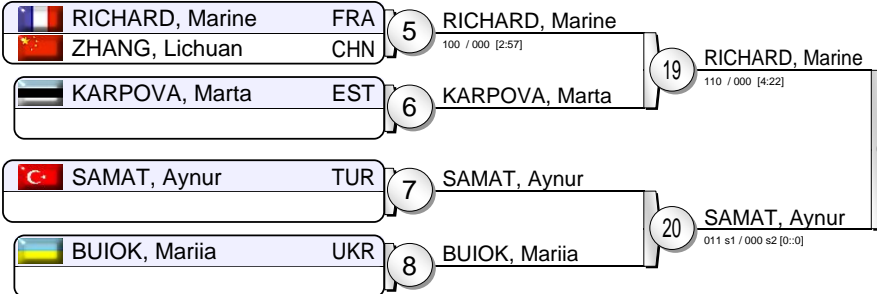 RICHARD, Marine FRA
ZHANG, Lichuan CHN
5
RICHARD, Marine
100 / 000 [2:57]
KARPOVA, Marta EST
6
KARPOVA, Marta
19
RICHARD, Marine
110 / 000 [4:22]
SAMAT, Aynur TUR
7
SAMAT, Aynur
BUIOK, Mariia UKR
8
BUIOK, Mariia
20
SAMAT, Aynur
011 s1 / 000 s2 [0::0]